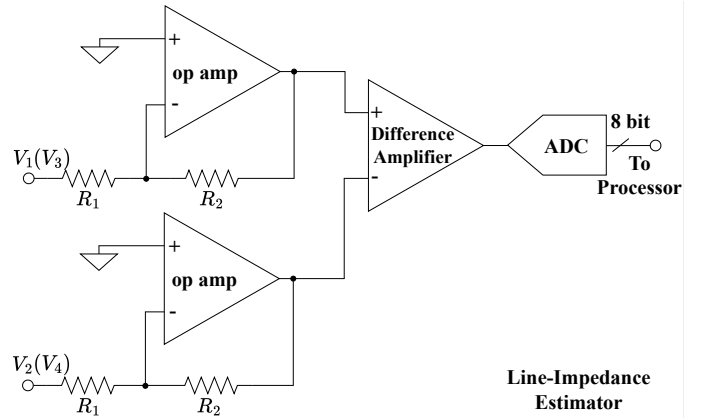 +
op amp
-
V₁(V₃)
R₁
R₂
+
Difference
Amplifier
-
ADC
8 bit
To
Processor
+
op amp
-
V₂(V₄)
R₁
R₂
Line-Impedance
Estimator